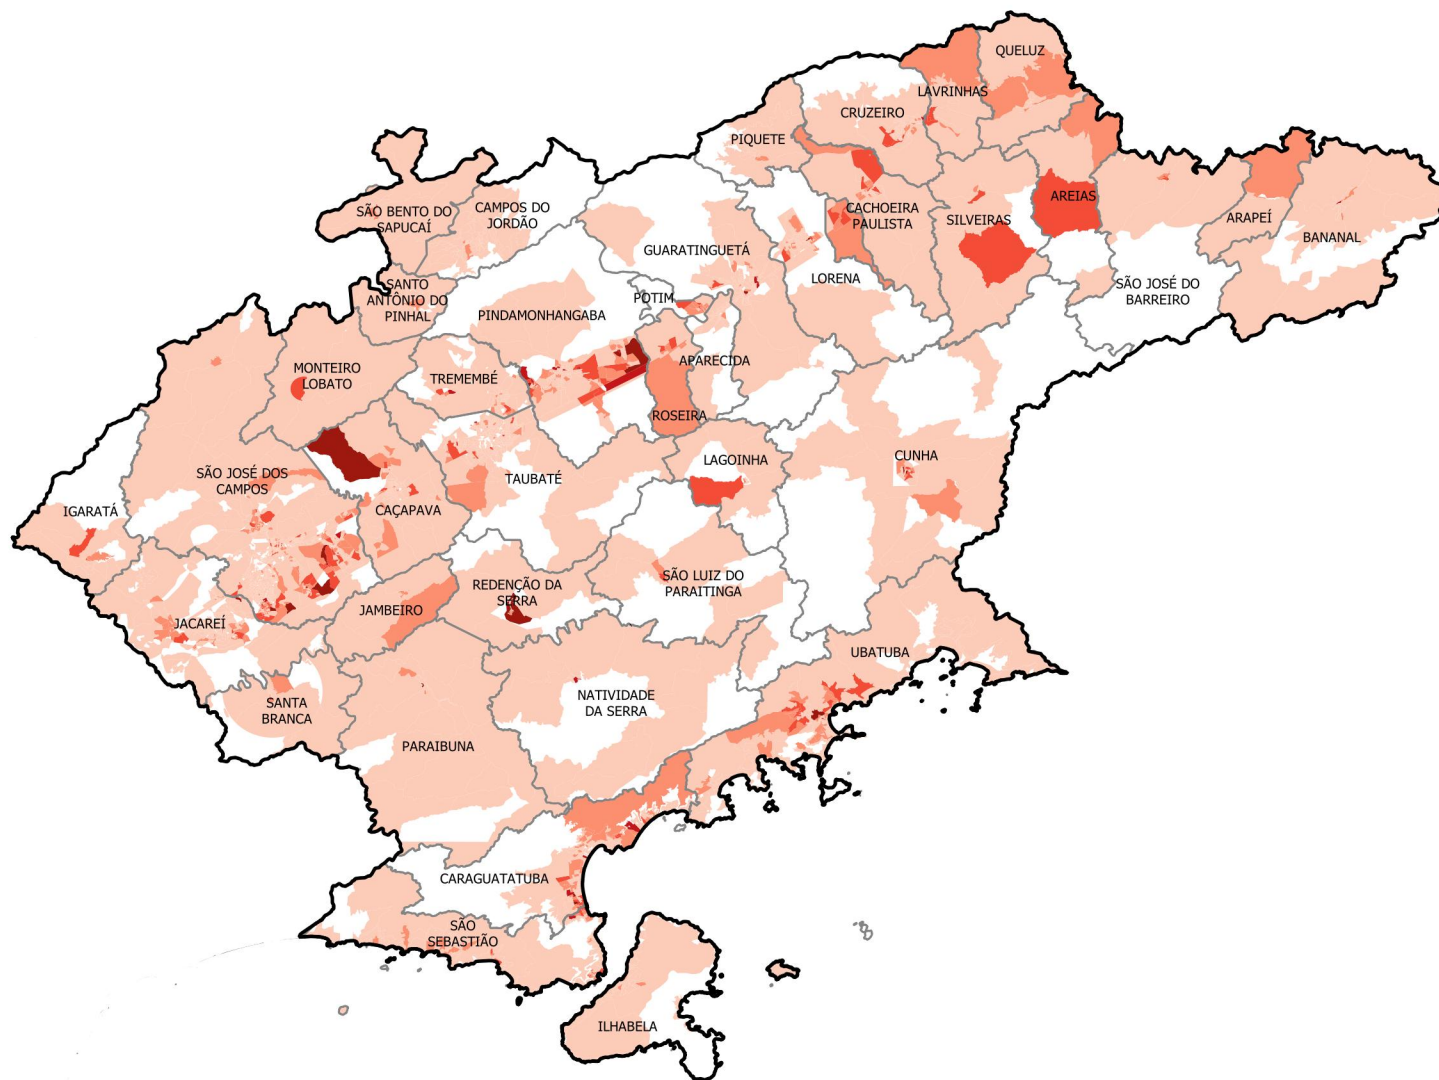 QUELUZ
LAVRINHAS
CRUZEIRO
PIQUETE
AREIAS
SÃO BENTO DO
SAPUCAÍ
CAMPOS DO
JORDÃO
CACHOEIRA
PAULISTA
SILVEIRAS
ARAPEÍ
BANANAL
GUARATINGUETÁ
LORENA
SÃO JOSÉ DO
BARREIRO
SANTO
ANTÔNIO DO
PINHAL
POTIM
PINDAMONHANGABA
APARECIDA
MONTEIRO
LOBATO
TREMEMBÉ
ROSEIRA
LAGOINHA
CUNHA
SÃO JOSÉ DOS
CAMPOS
TAUBATÉ
IGARATÁ
CAÇAPAVA
REDENÇÃO DA
SERRA
SÃO LUIZ DO
PARAITINGA
JAMBEIRO
JACAREÍ
UBATUBA
SANTA
BRANCA
NATIVIDADE
DA SERRA
PARAIBUNA
CARAGUATATUBA
SÃO
SEBASTIÃO
ILHABELA